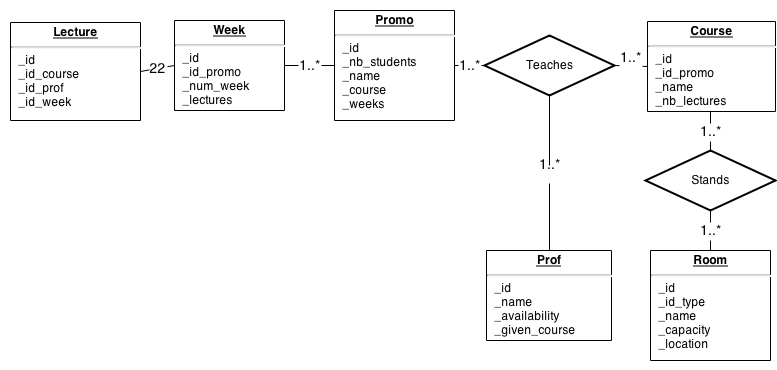 Lecture
_id
_id_course
_id_prof
_id_week
22
Week
_id
_id_promo
_num_week
_lectures
1..*
Promo
_id
_nb_students
_name
_course
_weeks
1..*
Teaches
1..*
Course
_id
_id_promo
_name
_nb_lectures
1..*
Stands
1..*
1..*
Prof
_id
_name
_availability
_given_course
Room
_id
_id_type
_name
_capacity
_location